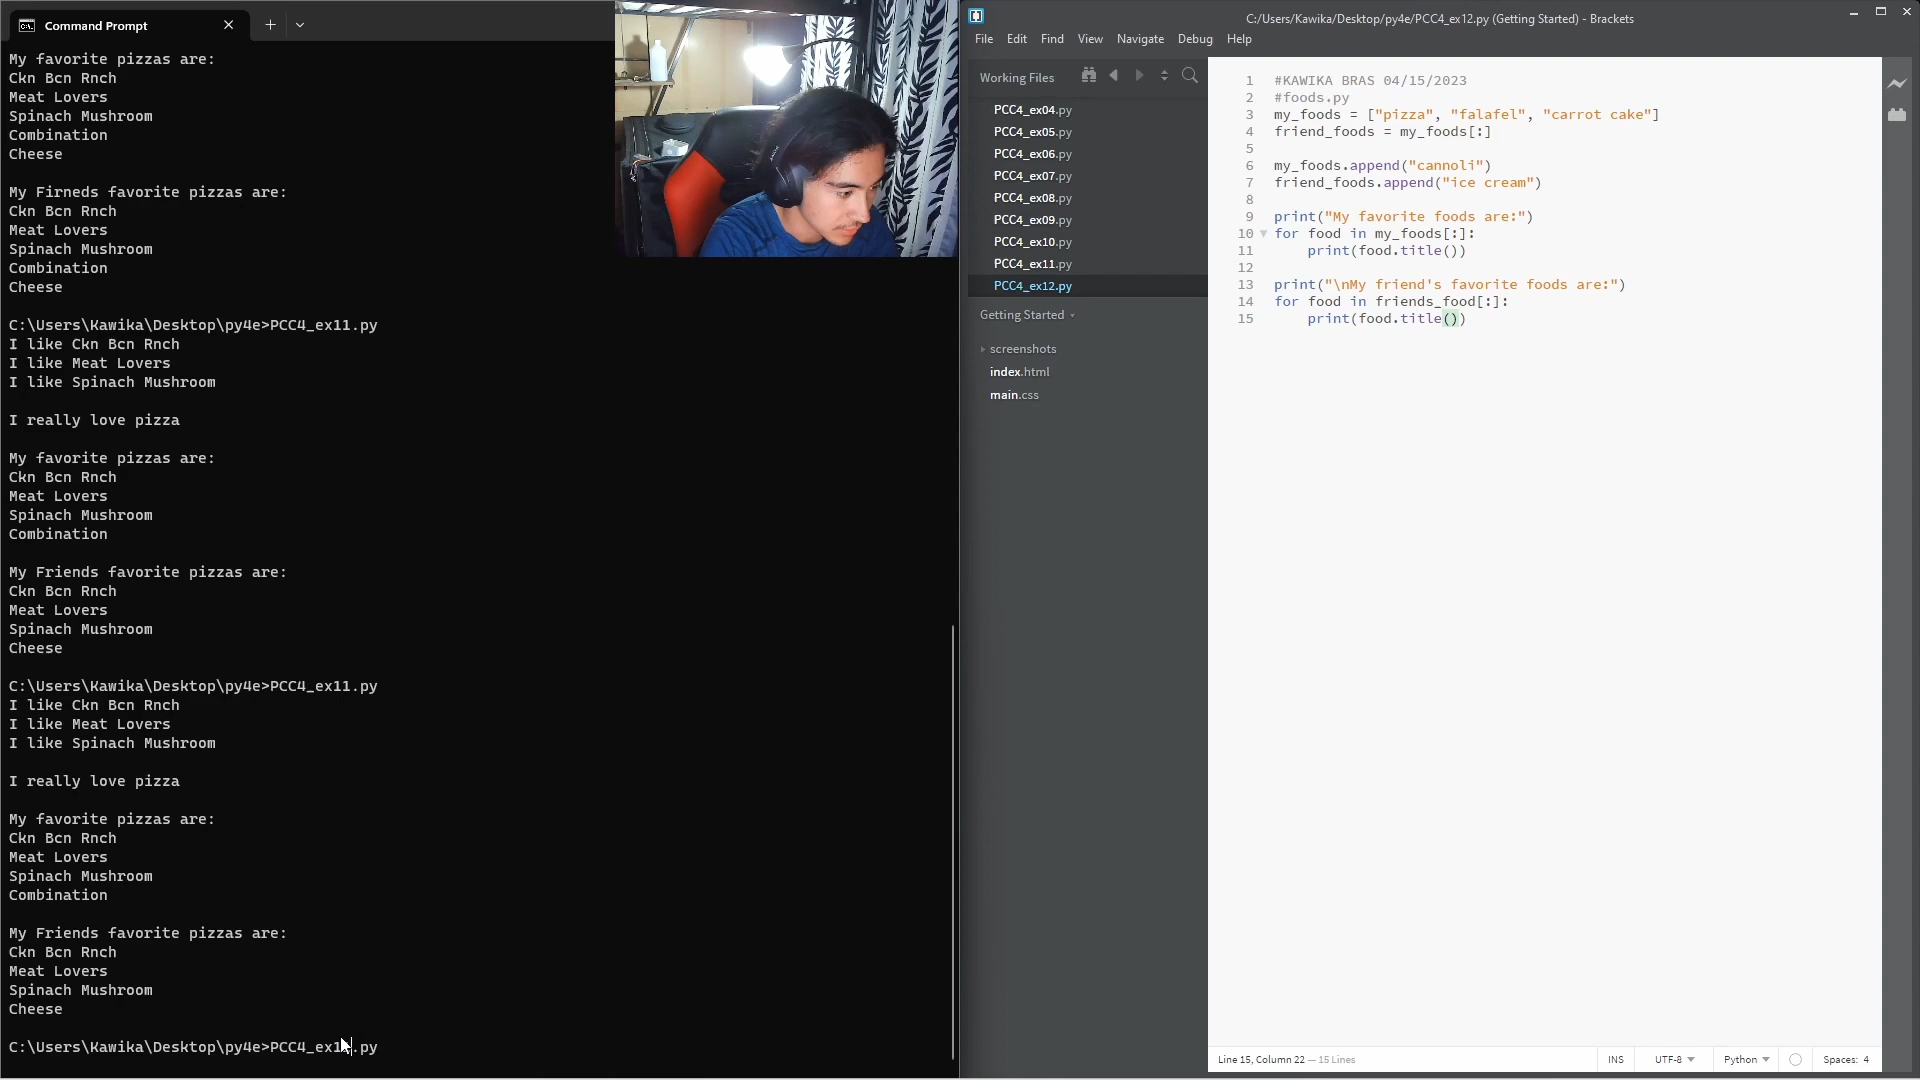 Command Prompt
My favorite pizzas are:
Ckn Bcn Rnch
Meat Lovers
Spinach Mushroom
Combination
Cheese
My Firneds favorite pizzas are:
Ckn Bcn Rnch
Meat Lovers
Spinach Mushroom
Combination
Cheese
C:\Users\Kawika\Desktop\py4e>PCC4_ex11.py
I like Ckn Bcn Rnch
I like Meat Lovers
I like Spinach Mushroom
I really love pizza
My favorite pizzas are:
Ckn Bcn Rnch
Meat Lovers
Spinach Mushroom
Combination
My Friends favorite pizzas are:
Ckn Bcn Rnch
Meat Lovers
Spinach Mushroom
Cheese
C:\Users\Kawika\Desktop\py4e>PCC4_ex11.py
I like Ckn Bcn Rnch
I like Meat Lovers
I like Spinach Mushroom
I really love pizza
My favorite pizzas are:
Ckn Bcn Rnch
Meat Lovers
Spinach Mushroom
Combination
My Friends favorite pizzas are:
Ckn Bcn Rnch
Meat Lovers
Spinach Mushroom
Cheese
C:\Users\Kawika\Desktop\py4e>
C:/Users/Kawika/Desktop/py4e/PCC4_ex12.py (Getting Started) - Brackets
File Edit Find View Navigate Debug Help
Working Files
PCC4_ex04.py
PCC4_ex05.py
PCC4_ex06.py
PCC4_ex07.py
PCC4_ex08.py
PCC4_ex09.py
PCC4_ex10.py
PCC4_ex11.py
PCC4_ex12.py
Getting Started
screenshots
index.html
main.css
1 #KAWIKA BRAS 04/15/2023
2 #foods.py
3 my_foods = ["pizza", "falafel", "carrot cake"]
4 friend_foods = my_foods[:]
5
6 my_foods.append("cannoli")
7 friend_foods.append("ice cream")
8
9 print("My favorite foods are:")
10 for food in my_foods[:]:
11     print(food.title())
12
13 print("\nMy friend's favorite foods are:")
14 for food in friends_food[:]:
15     print(food.title())
Line 15, Column 22 — 15 Lines
INS UTF-8 Python Spaces: 4